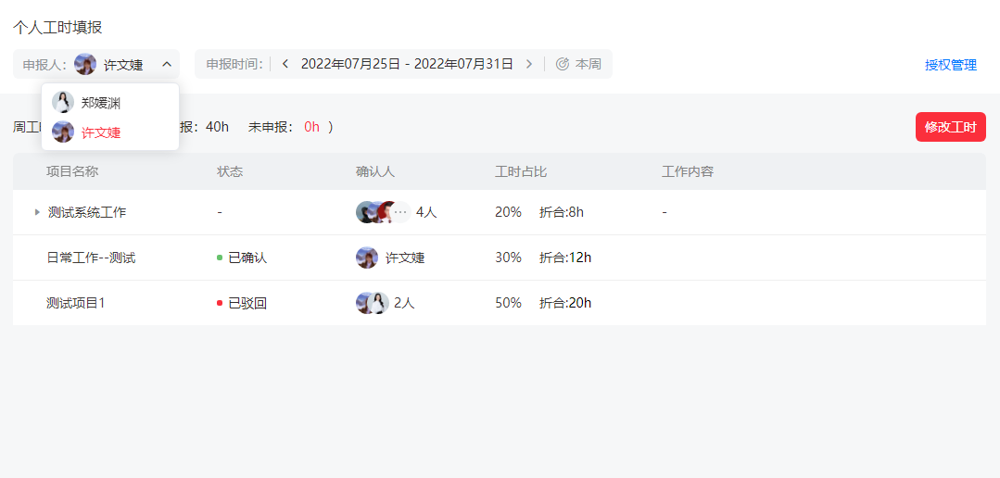 个人工时填报
申报人： 许文婕 申报时间： 2022年07月25日 - 2022年07月31日 本周 授权管理
郑媛渊
许文婕
周工 报：40h 未申报： 0h ） 修改工时
项目名称 状态 确认人 工时占比 工作内容
测试系统工作 - ··· 4人 20% 折合:8h -
日常工作--测试 已确认 许文婕 30% 折合:12h
测试项目1 已驳回 2人 50% 折合:20h